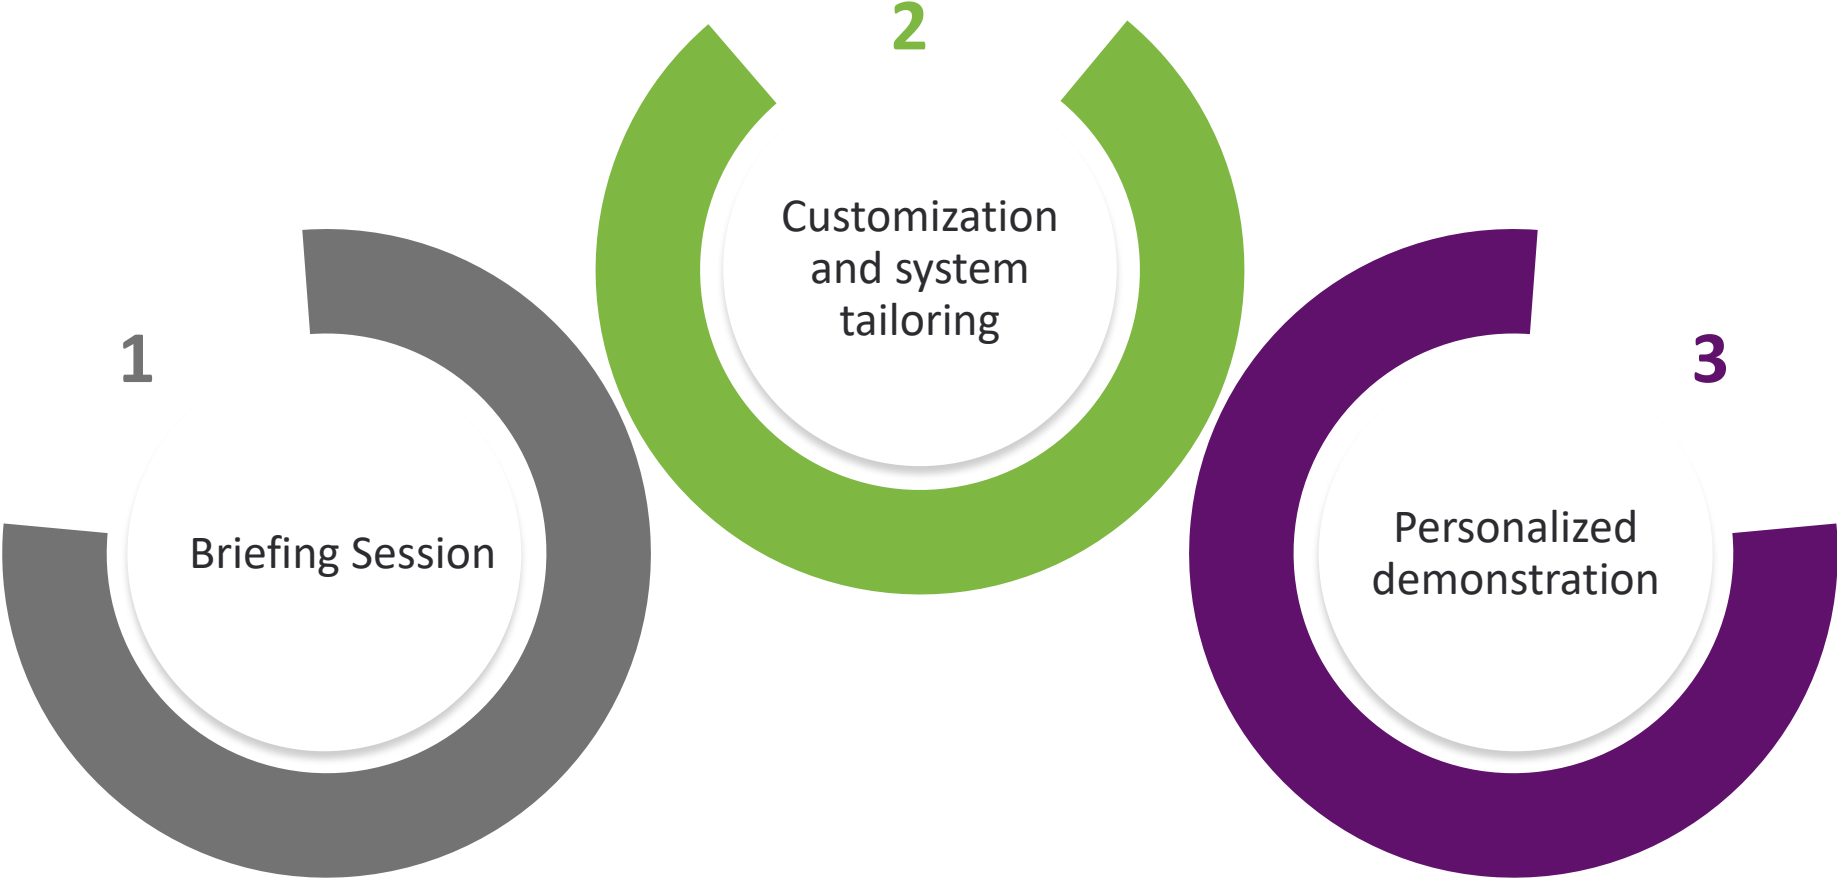 1
Briefing Session
2
Customization
and system
tailoring
3
Personalized
demonstration